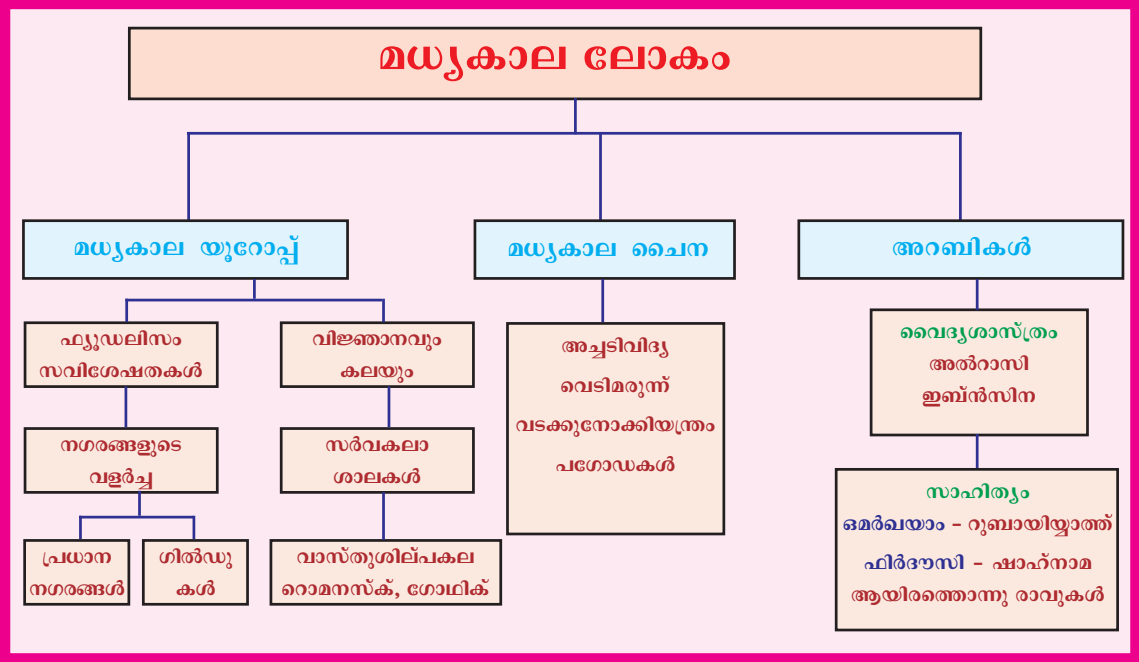 മധ്യകാല ലോകം
മധ്യകാല യൂറോപ്പ്
മധ്യകാല ചൈന
അറബികൾ
ഫ്യൂഡലിസം
സവിശേഷതകൾ
വിജ്ഞാനവും
കലയും
നഗരങ്ങളുടെ
വളർച്ച
സർവകലാ
ശാലകൾ
പ്രധാന
നഗരങ്ങൾ
ഗിൽഡു
കൾ
വാസ്തുശില്പകല
റൊമനസ്ക്, ഗോഥിക്
അച്ചടിവിദ്യ
വെടിമരുന്ന്
വടക്കുനോക്കിയന്ത്രം
പഗോഡകൾ
വൈദ്യശാസ്ത്രം
അൽറാസി
ഇബ്ൻസിന
സാഹിത്യം
ഒമർഖയാം – റുബായിയ്യാത്ത്
ഫിർദൗസി – ഷാഹ്നാമ
ആയിരത്തൊന്നു രാവുകൾ